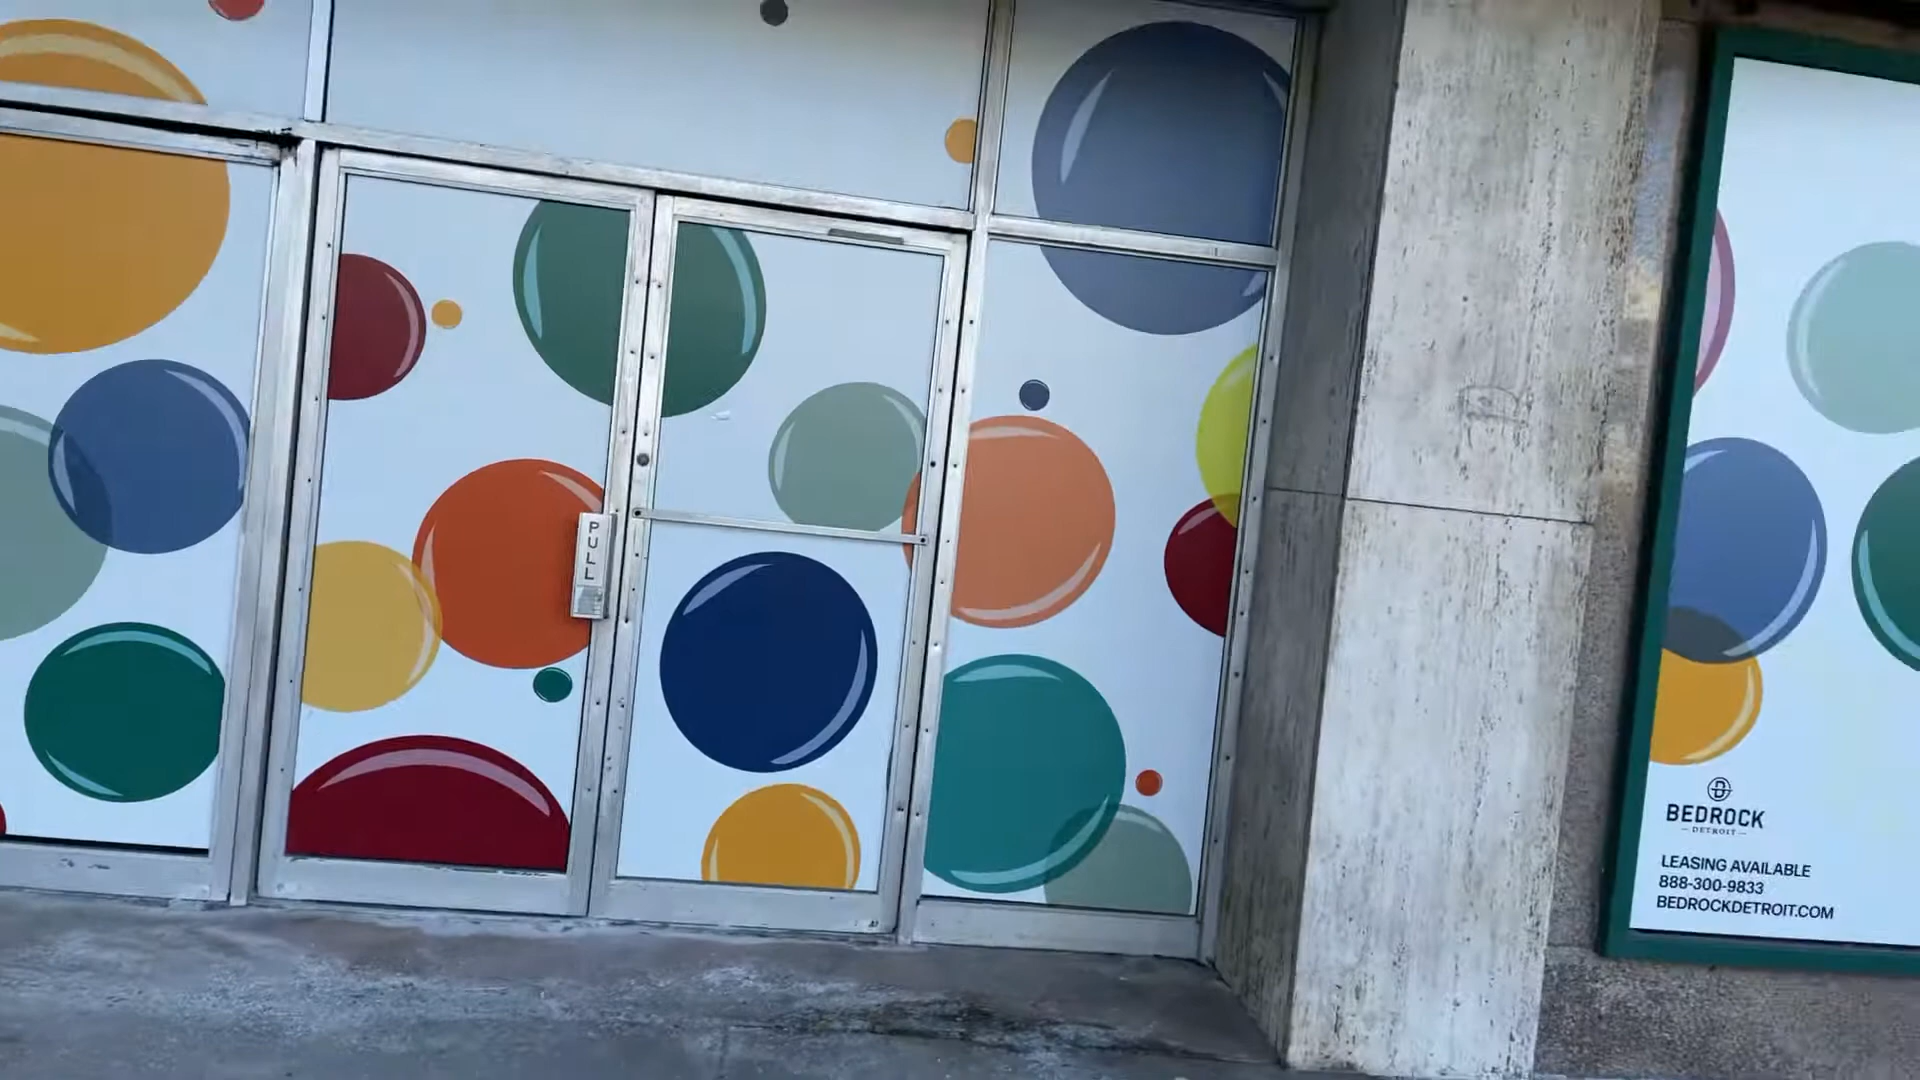 PULL
BEDROCK
DETROIT
LEASING AVAILABLE
888-300-9833
BEDROCKDETROIT.COM